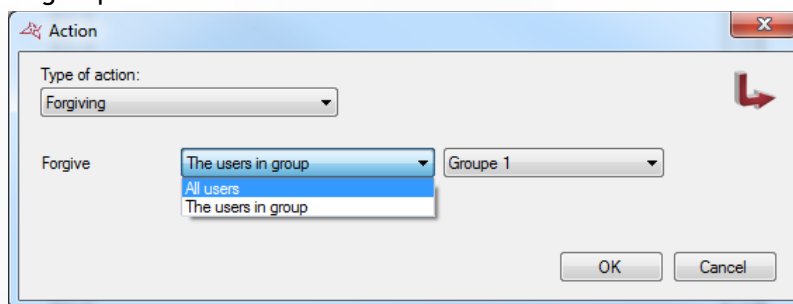 Action
Type of action:
Forgiving
Forgive The users in group Groupe 1
All users
The users in group
OK Cancel